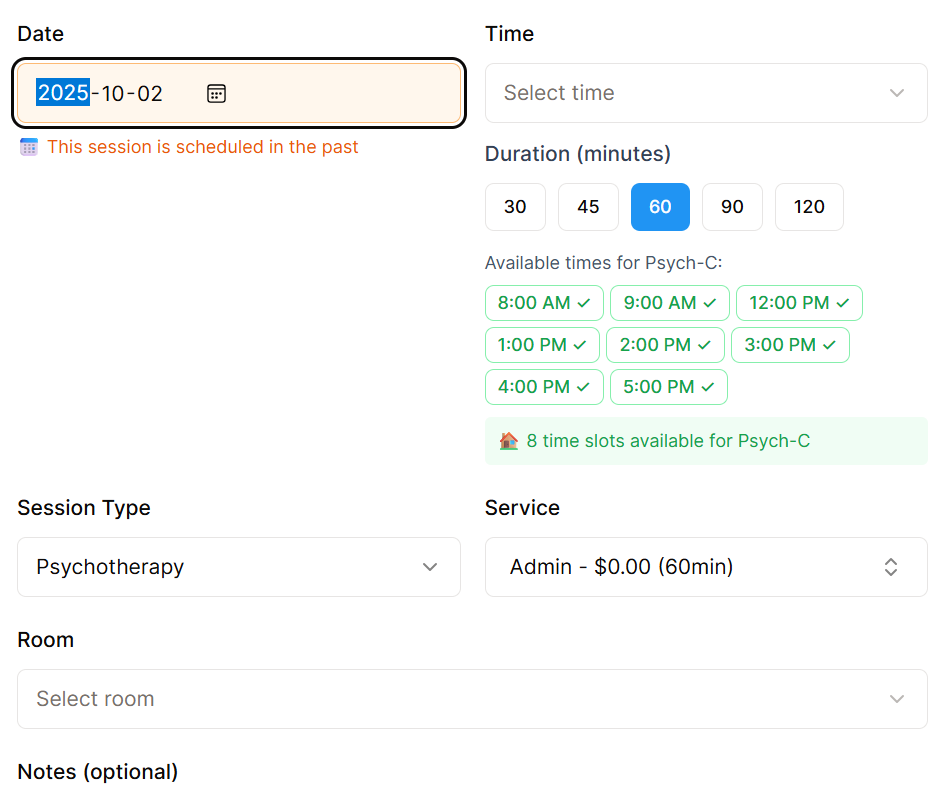 Date
2025-10-02
This session is scheduled in the past
Time
Select time
Duration (minutes)
30 45 60 90 120
Available times for Psych-C:
8:00 AM ✓ 9:00 AM ✓ 12:00 PM ✓
1:00 PM ✓ 2:00 PM ✓ 3:00 PM ✓
4:00 PM ✓ 5:00 PM ✓
8 time slots available for Psych-C
Session Type
Psychotherapy
Service
Admin - $0.00 (60min)
Room
Select room
Notes (optional)